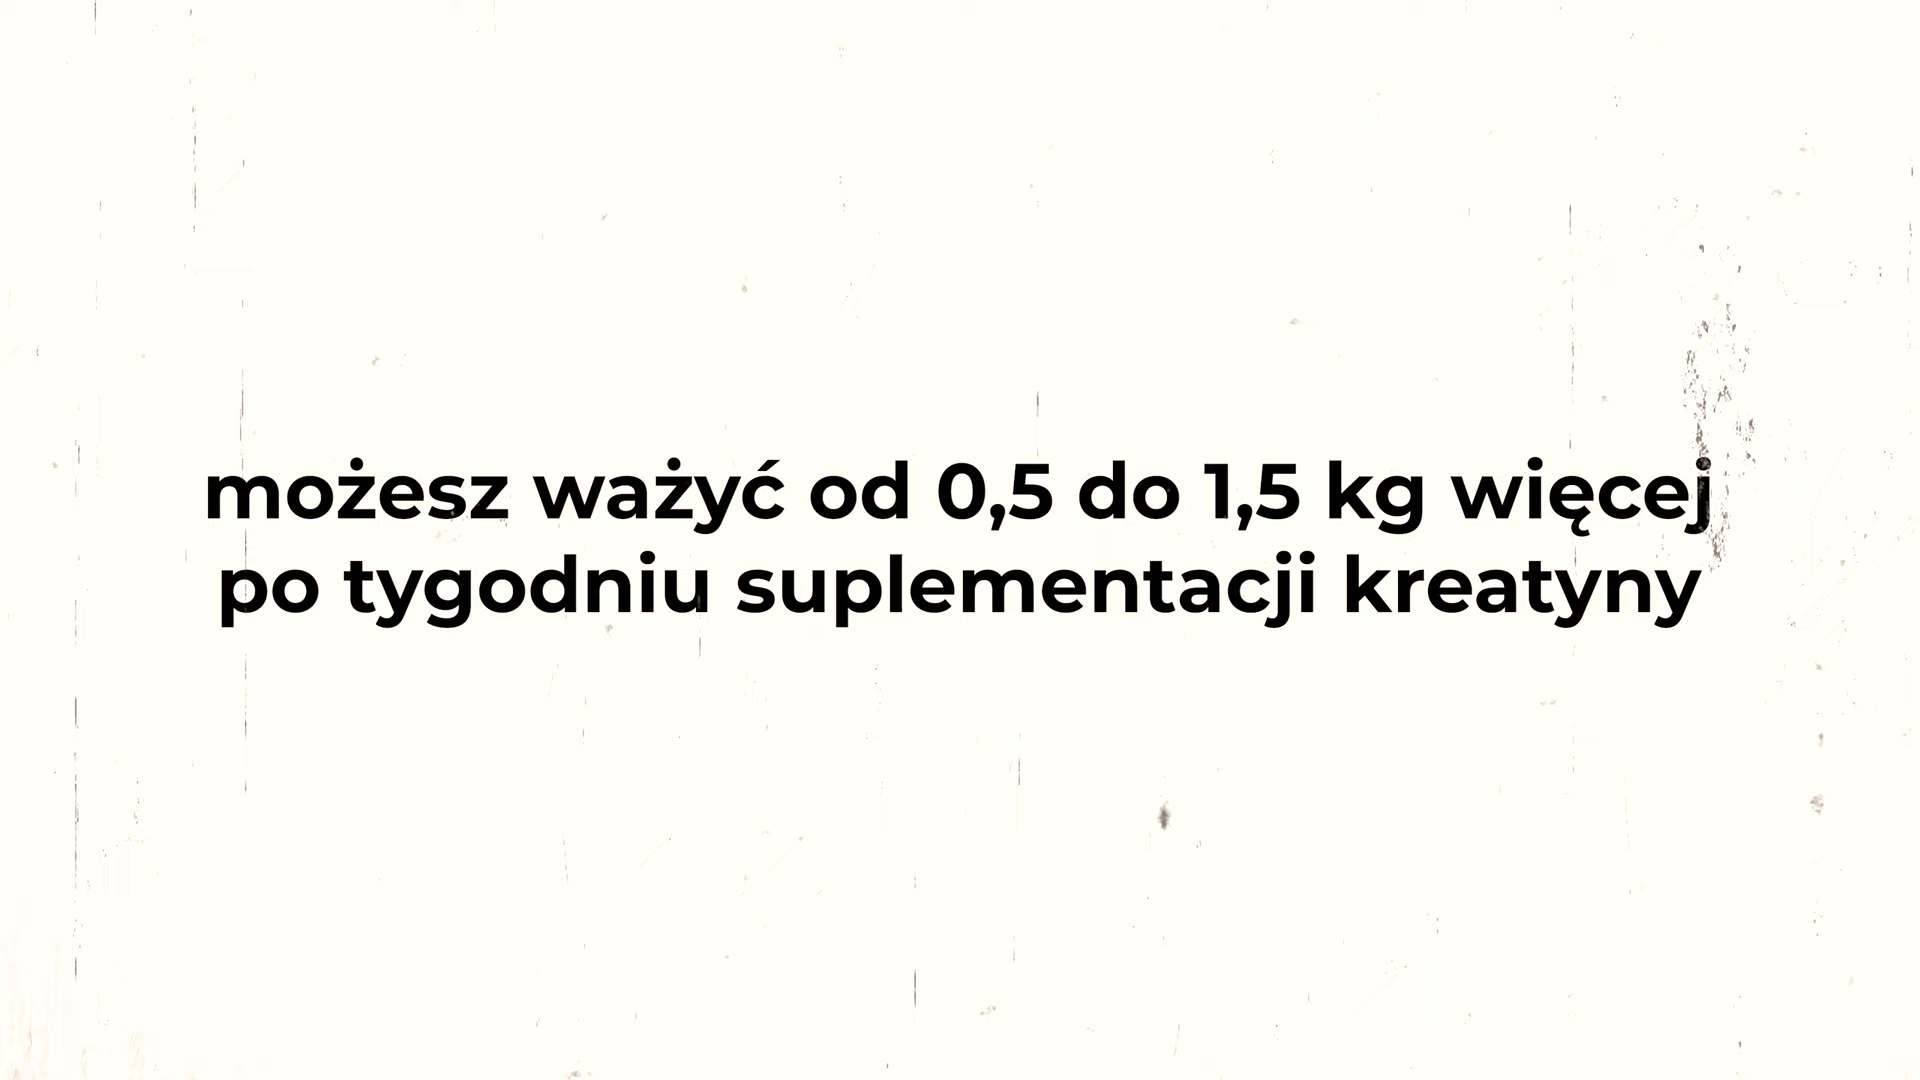 możesz ważyć od 0,5 do 1,5 kg więcej
po tygodniu suplementacji kreatyny